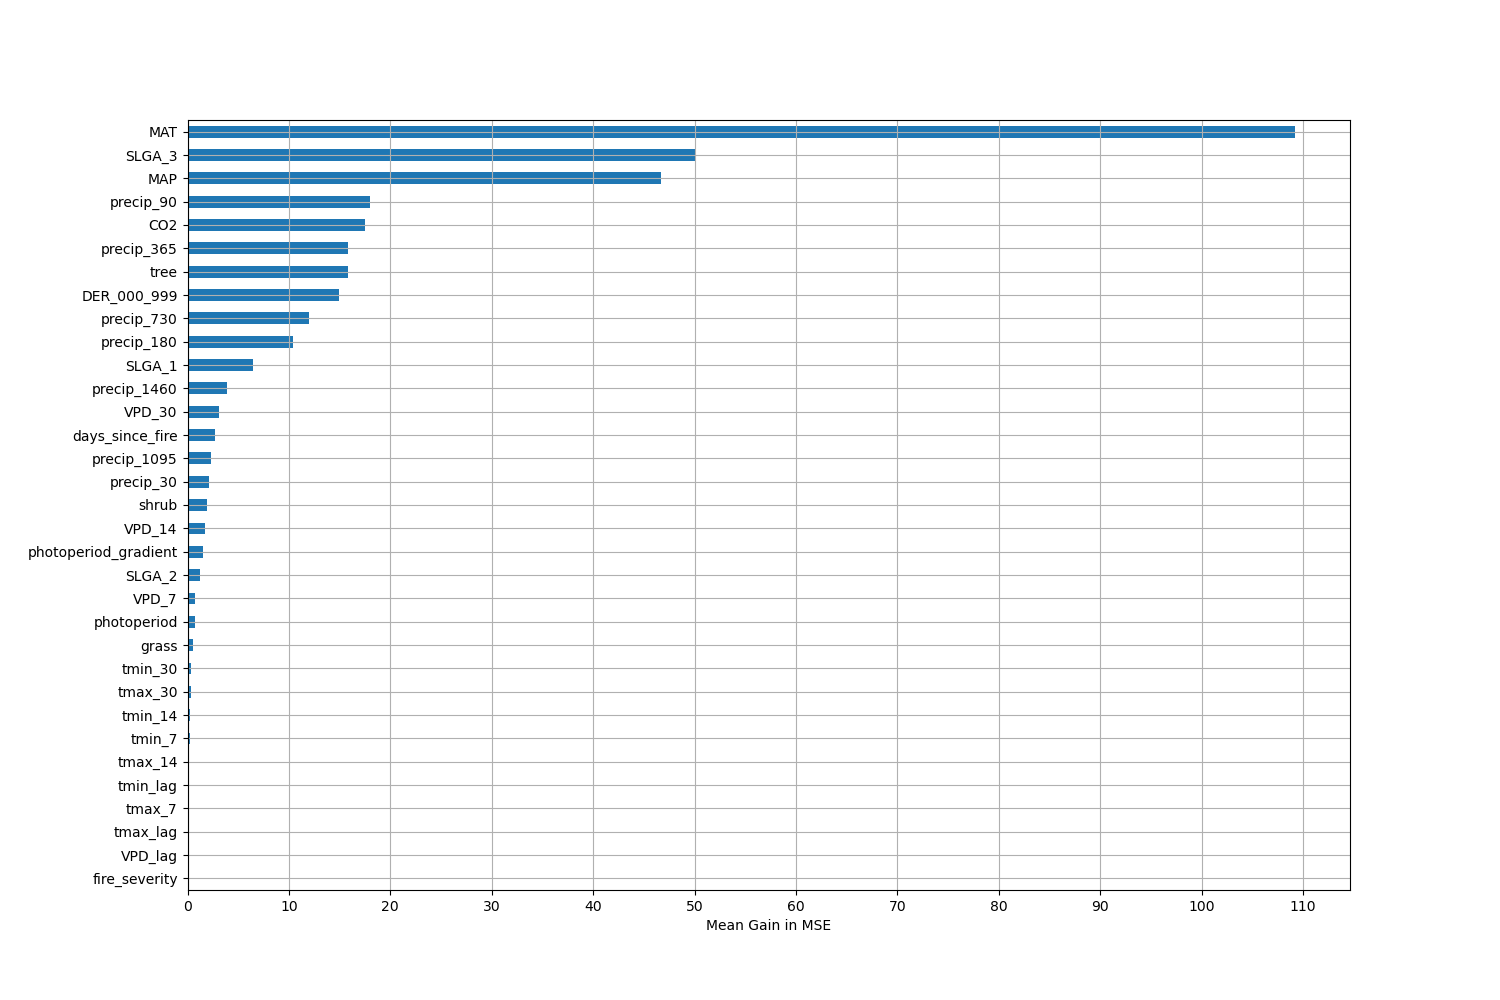 MAT
SLGA_3
MAP
precip_90
CO2
precip_365
tree
DER_000_999
precip_730
precip_180
SLGA_1
precip_1460
VPD_30
days_since_fire
precip_1095
precip_30
shrub
VPD_14
photoperiod_gradient
SLGA_2
VPD_7
photoperiod
grass
tmin_30
tmax_30
tmin_14
tmin_7
tmax_14
tmin_lag
tmax_7
tmax_lag
VPD_lag
fire_severity
0 10 20 30 40 50 60 70 80 90 100 110
Mean Gain in MSE